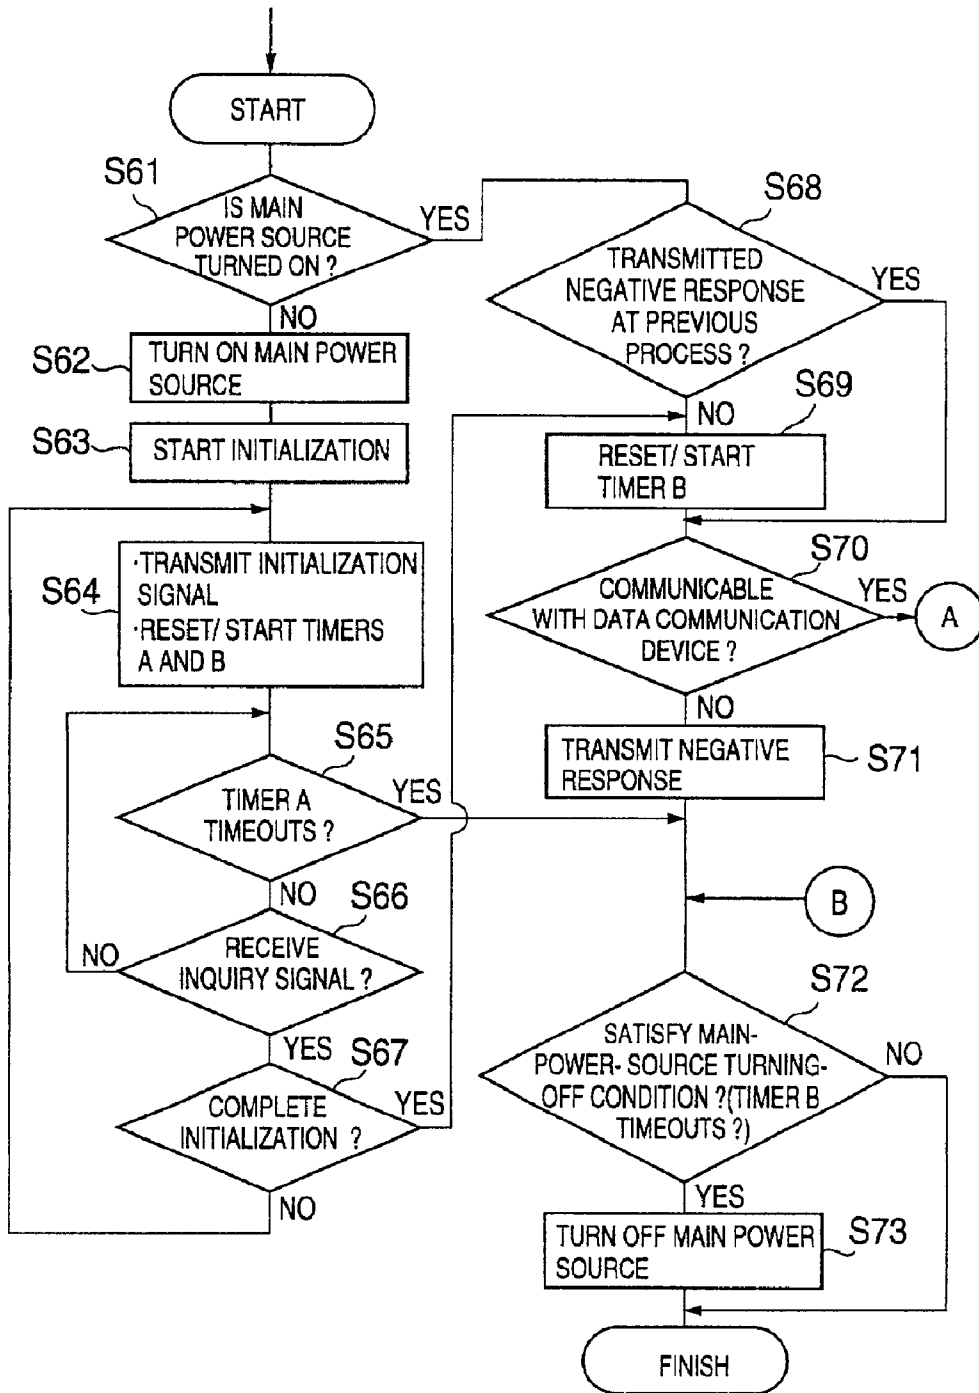 START
S61
IS MAIN
POWER SOURCE
TURNED ON ?
YES
NO
S62
TURN ON MAIN POWER
SOURCE
S63
START INITIALIZATION
S64
·TRANSMIT INITIALIZATION
SIGNAL
·RESET/ START TIMERS
A AND B
S65
TIMER A
TIMEOUTS ?
YES
NO
S66
RECEIVE
INQUIRY SIGNAL ?
NO
YES
S67
COMPLETE
INITIALIZATION ?
YES
NO
S68
TRANSMITTED
NEGATIVE RESPONSE
AT PREVIOUS
PROCESS ?
YES
NO
S69
RESET/ START
TIMER B
S70
COMMUNICABLE
WITH DATA COMMUNICATION
DEVICE ?
YES
A
NO
TRANSMIT NEGATIVE
RESPONSE
S71
B
S72
SATISFY MAIN-
POWER- SOURCE TURNING-
OFF CONDITION ?(TIMER B
TIMEOUTS ?)
NO
YES
TURN OFF MAIN POWER
SOURCE
S73
FINISH